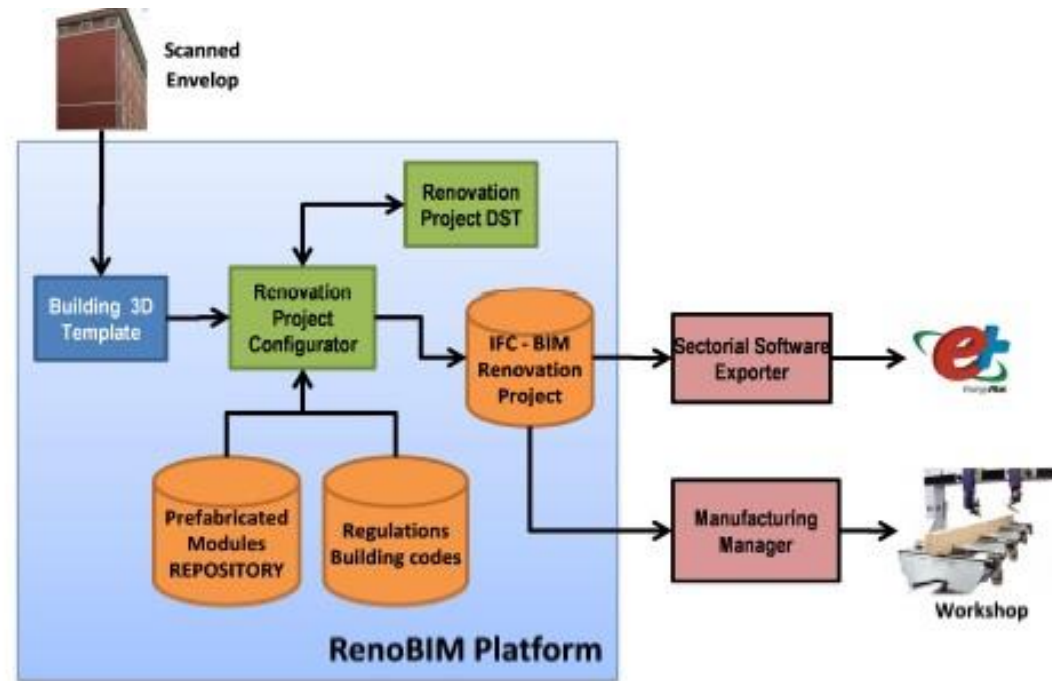 Scanned
Envelop
Renovation
Project DST
Building 3D
Template
Renovation
Project
Configurator
IFC - BIM
Renovation
Project
Sectorial Software
Exporter
et
Prefabricated
Modules
REPOSITORY
Regulations
Building codes
Manufacturing
Manager
Workshop
RenoBIM Platform